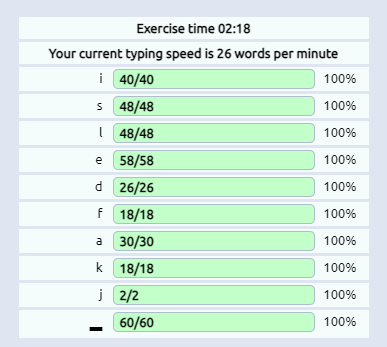 Exercise time 02:18
Your current typing speed is 26 words per minute
i 40/40 100%
s 48/48 100%
l 48/48 100%
e 58/58 100%
d 26/26 100%
f 18/18 100%
a 30/30 100%
k 18/18 100%
j 2/2 100%
_ 60/60 100%